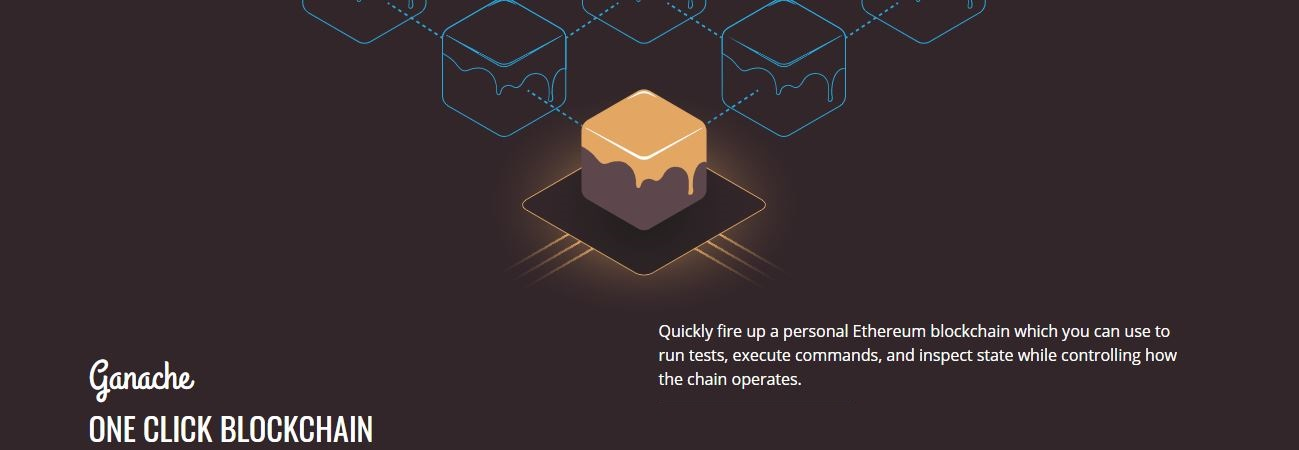 Quickly fire up a personal Ethereum blockchain which you can use to
run tests, execute commands, and inspect state while controlling how
the chain operates.
Ganache
ONE CLICK BLOCKCHAIN